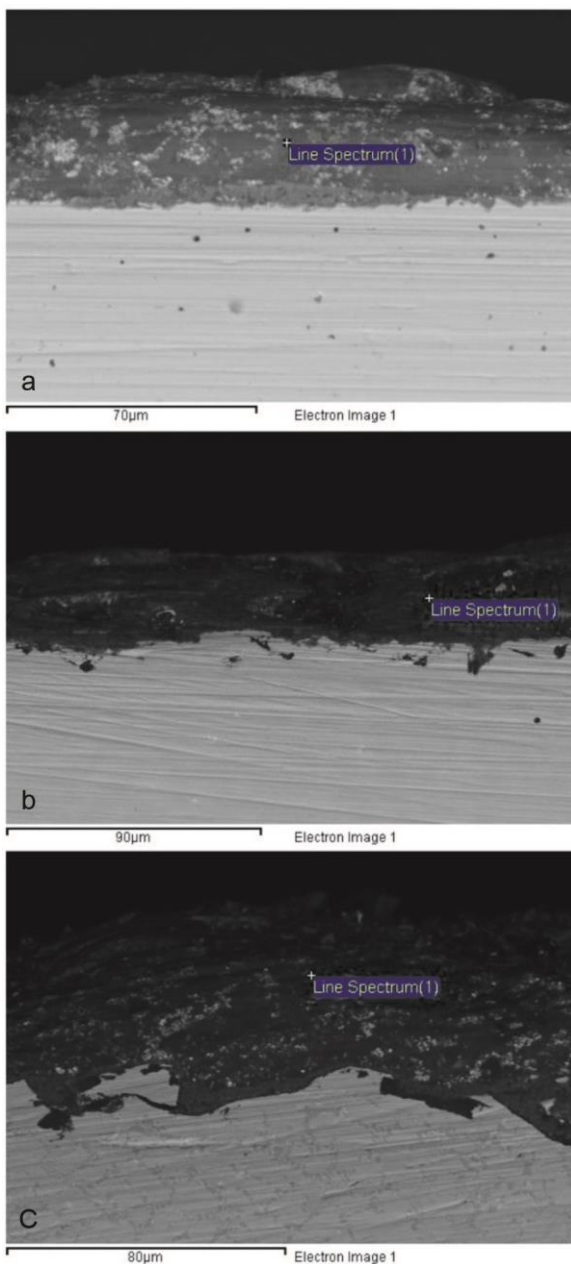 Line Spectrum(1)
a
70µm Electron Image 1
Line Spectrum(1)
b
90µm Electron Image 1
Line Spectrum(1)
C
80µm Electron Image 1